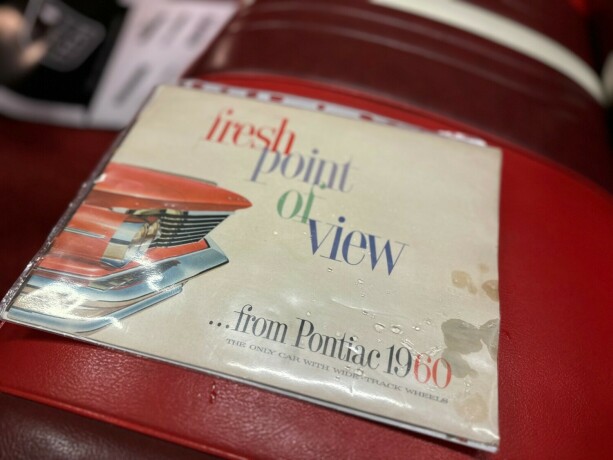 fresh
point
of
view
...from Pontiac 1960
THE ONLY CAR WITH WIDE TRACK WHEELS